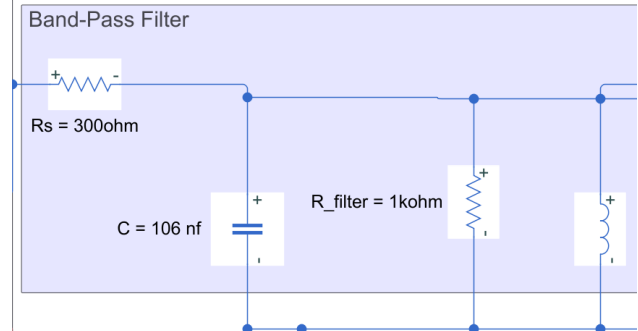 Band-Pass Filter
+ -
Rs = 300ohm
+
C = 106 nf
-
R_filter = 1kohm
+
-
+
-